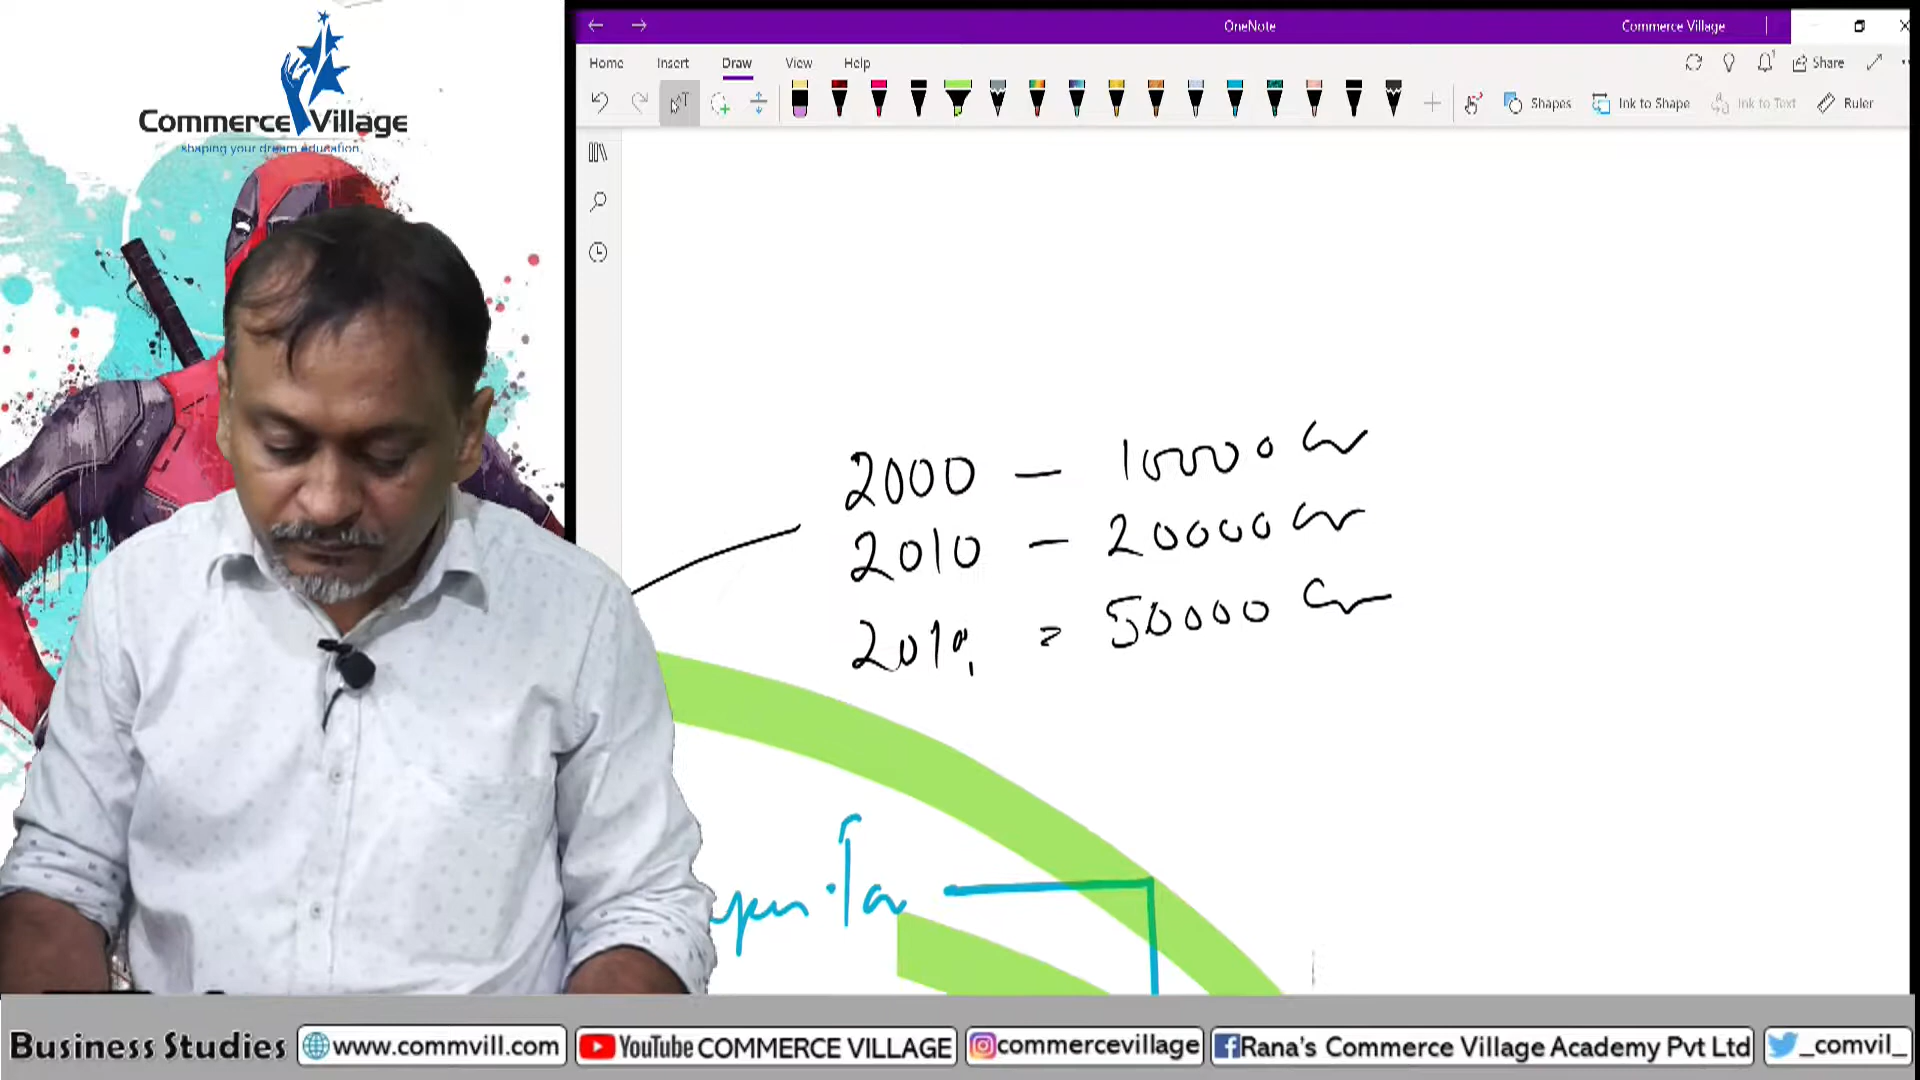 Commerce Village
shaping your dream education
OneNote
Commerce Village
Home Insert Draw View Help
Share
Shapes Ink to Shape Ink to Text Ruler
2000 - 10000 Cr
2010 - 20000 Cr
2019 = 50000 Cr
Business Studies www.commvill.com YouTube COMMERCE VILLAGE commercevillage Rana's Commerce Village Academy Pvt Ltd _comvil_